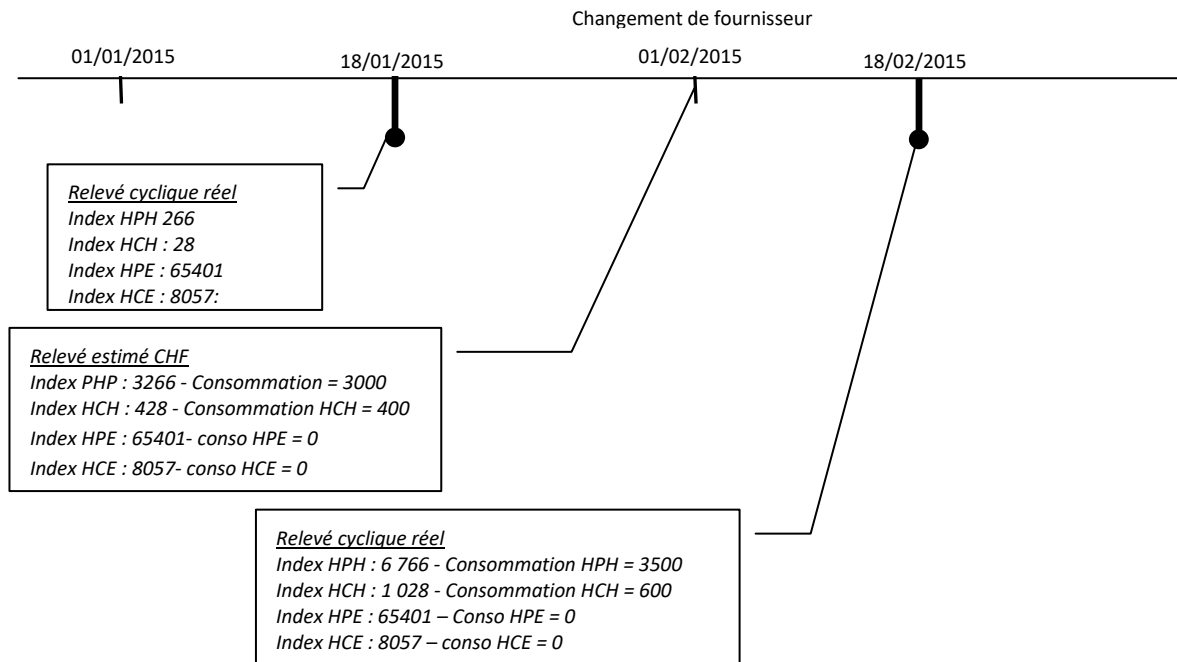 Changement de fournisseur
01/01/2015
18/01/2015
01/02/2015
18/02/2015
Relevé cyclique réel
Index HPH 266
Index HCH : 28
Index HPE : 65401
Index HCE : 8057:
Relevé estimé CHF
Index PHP : 3266 - Consommation = 3000
Index HCH : 428 - Consommation HCH = 400
Index HPE : 65401- conso HPE = 0
Index HCE : 8057- conso HCE = 0
Relevé cyclique réel
Index HPH : 6 766 - Consommation HPH = 3500
Index HCH : 1 028 - Consommation HCH = 600
Index HPE : 65401 – Conso HPE = 0
Index HCE : 8057 – conso HCE = 0